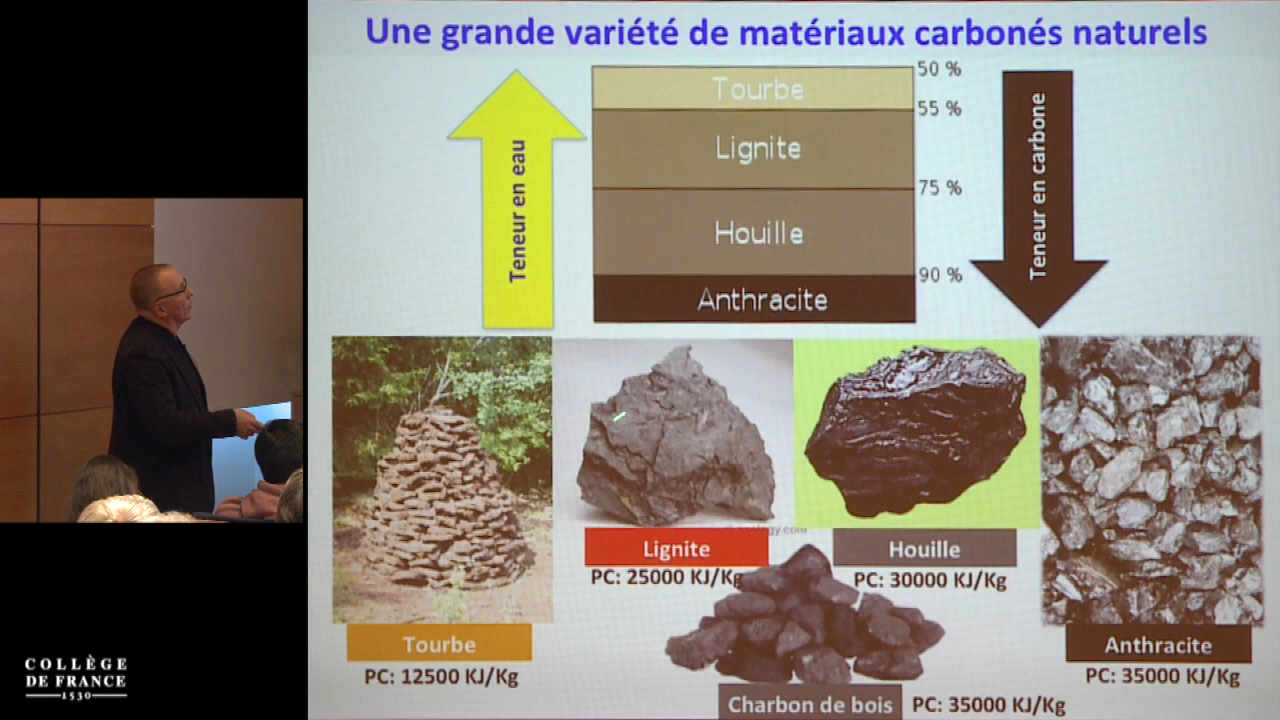 Une grande variété de matériaux carbonés naturels
Teneur en eau
Tourbe
Lignite
Houille
Anthracite
50 %
55 %
75 %
90 %
Teneur en carbone
Lignite
PC: 25000 KJ/Kg
Houille
PC: 30000 KJ/Kg
Tourbe
PC: 12500 KJ/Kg
Anthracite
PC: 35000 KJ/Kg
Charbon de bois
PC: 35000 KJ/Kg
COLLÈGE
DE FRANCE
1530